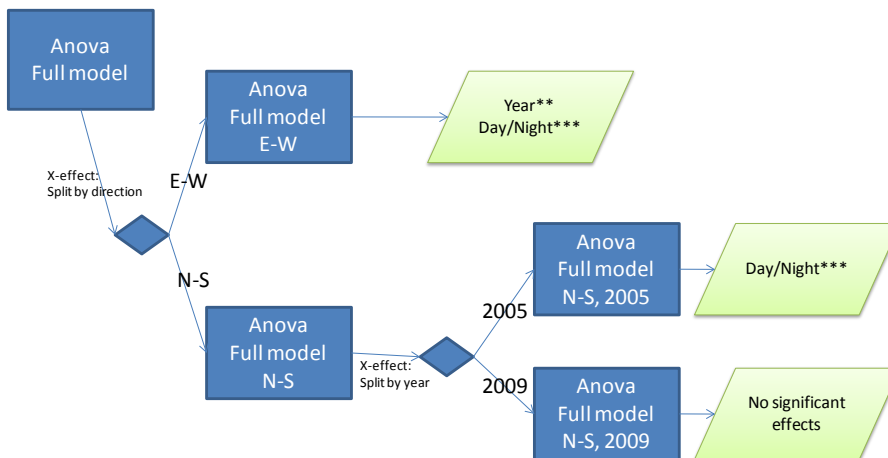 Anova
Full model
Anova
Full model
E-W
Year**
Day/Night***
X-effect:
Split by direction
E-W
N-S
Anova
Full model
N-S
X-effect:
Split by year
2005
2009
Anova
Full model
N-S, 2005
Day/Night***
Anova
Full model
N-S, 2009
No significant
effects